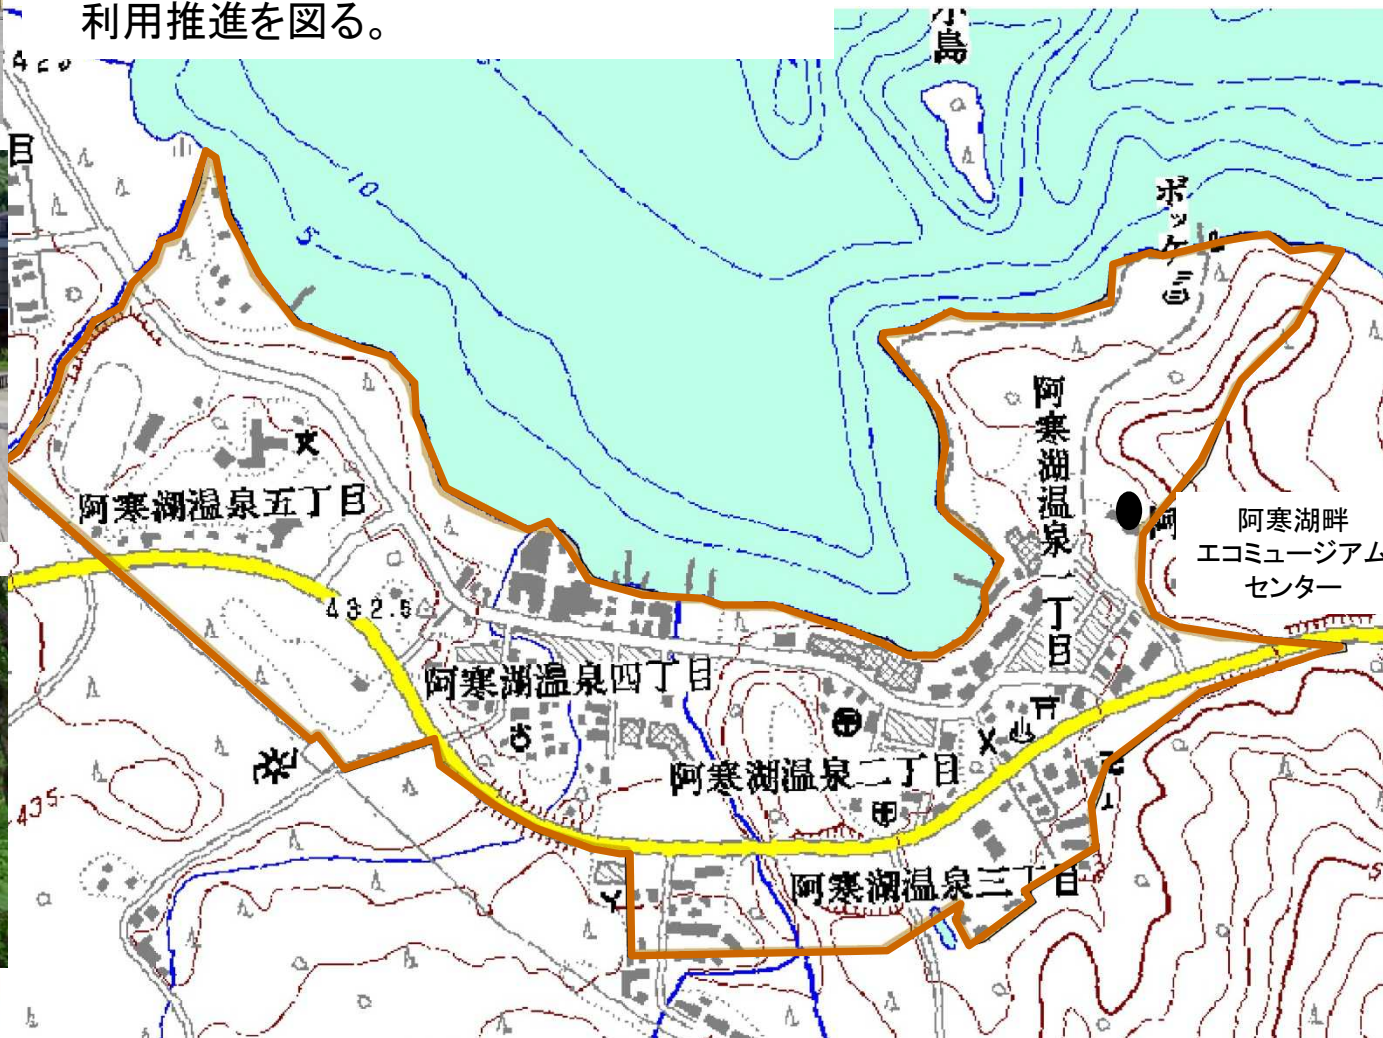 利用推進を図る。
小島
ボッケ
10
5
目
阿寒湖温泉一丁目
阿
阿寒湖畔
エコミュージアム
センター
阿寒湖温泉五丁目
432.5
阿寒湖温泉四丁目
阿寒湖温泉二丁目
435
阿寒湖温泉三丁目